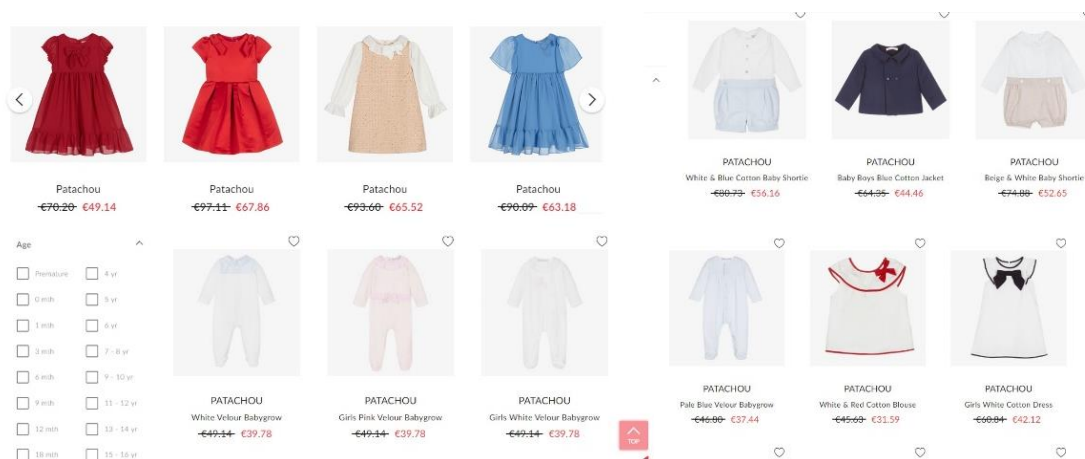 Patachou
€70.20 €49.14
Patachou
€97.11 €67.86
Patachou
€93.60 €65.52
Patachou
€90.09 €63.18
Age
Premature
4 yr
0 mth
5 yr
1 mth
6 yr
3 mth
7 - 8 yr
6 mth
9 - 10 yr
9 mth
11 - 12 yr
12 mth
13 - 14 yr
18 mth
15 - 16 yr
PATACHOU
White Velour Babygrow
€49.14 €39.78
PATACHOU
Girls Pink Velour Babygrow
€49.14 €39.78
PATACHOU
Girls White Velour Babygrow
€49.14 €39.78
TOP
PATACHOU
White & Blue Cotton Baby Shortie
€80.73 €56.16
PATACHOU
Baby Boys Blue Cotton Jacket
€64.35 €44.46
PATACHOU
Beige & White Baby Shortie
€74.88 €52.65
PATACHOU
Pale Blue Velour Babygrow
€46.80 €37.44
PATACHOU
White & Red Cotton Blouse
€45.63 €31.59
PATACHOU
Girls White Cotton Dress
€60.84 €42.12